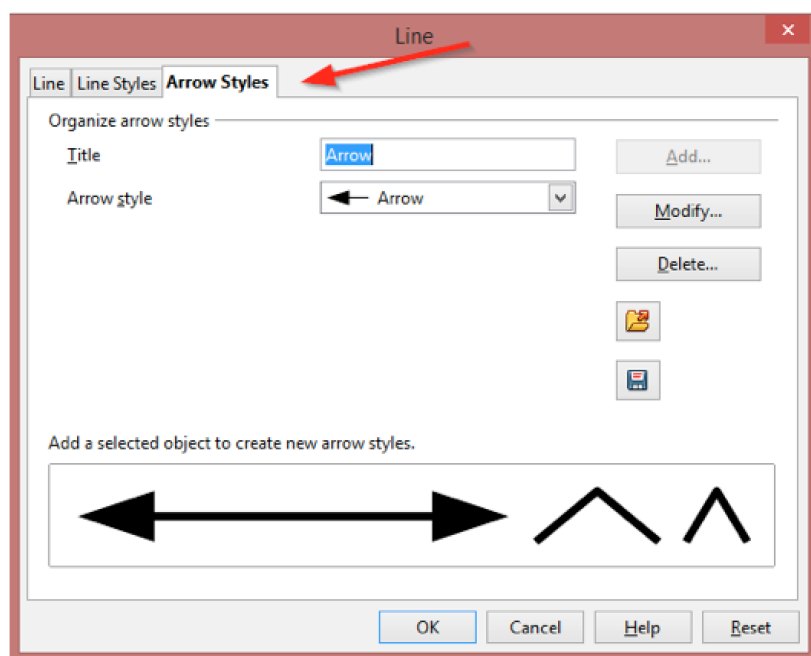 Line
Line Line Styles Arrow Styles
Organize arrow styles
Title Arrow Add...
Arrow style Arrow Modify...
Delete...
Add a selected object to create new arrow styles.
OK Cancel Help Reset